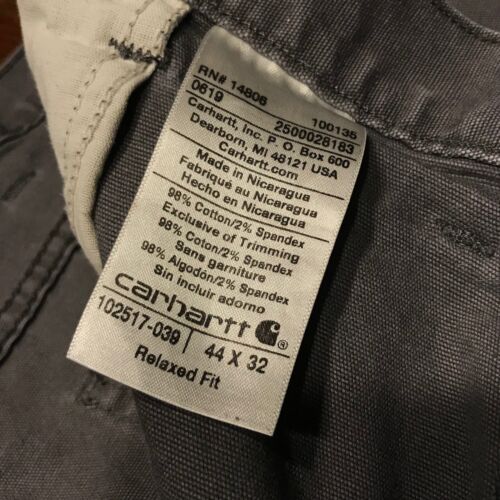 RN# 14806 100135
0619 2500028183
Carhartt, Inc. P. O. Box 600
Dearborn, MI 48121 USA
Carhartt.com
Made in Nicaragua
Fabriqué au Nicaragua
Hecho en Nicaragua
98% Cotton/2% Spandex
Exclusive of Trimming
98% Coton/2% Spandex
Sans garniture
98% Algodón/2% Spandex
Sin incluir adorno
carhartt ®
102517-039 44 X 32
Relaxed Fit